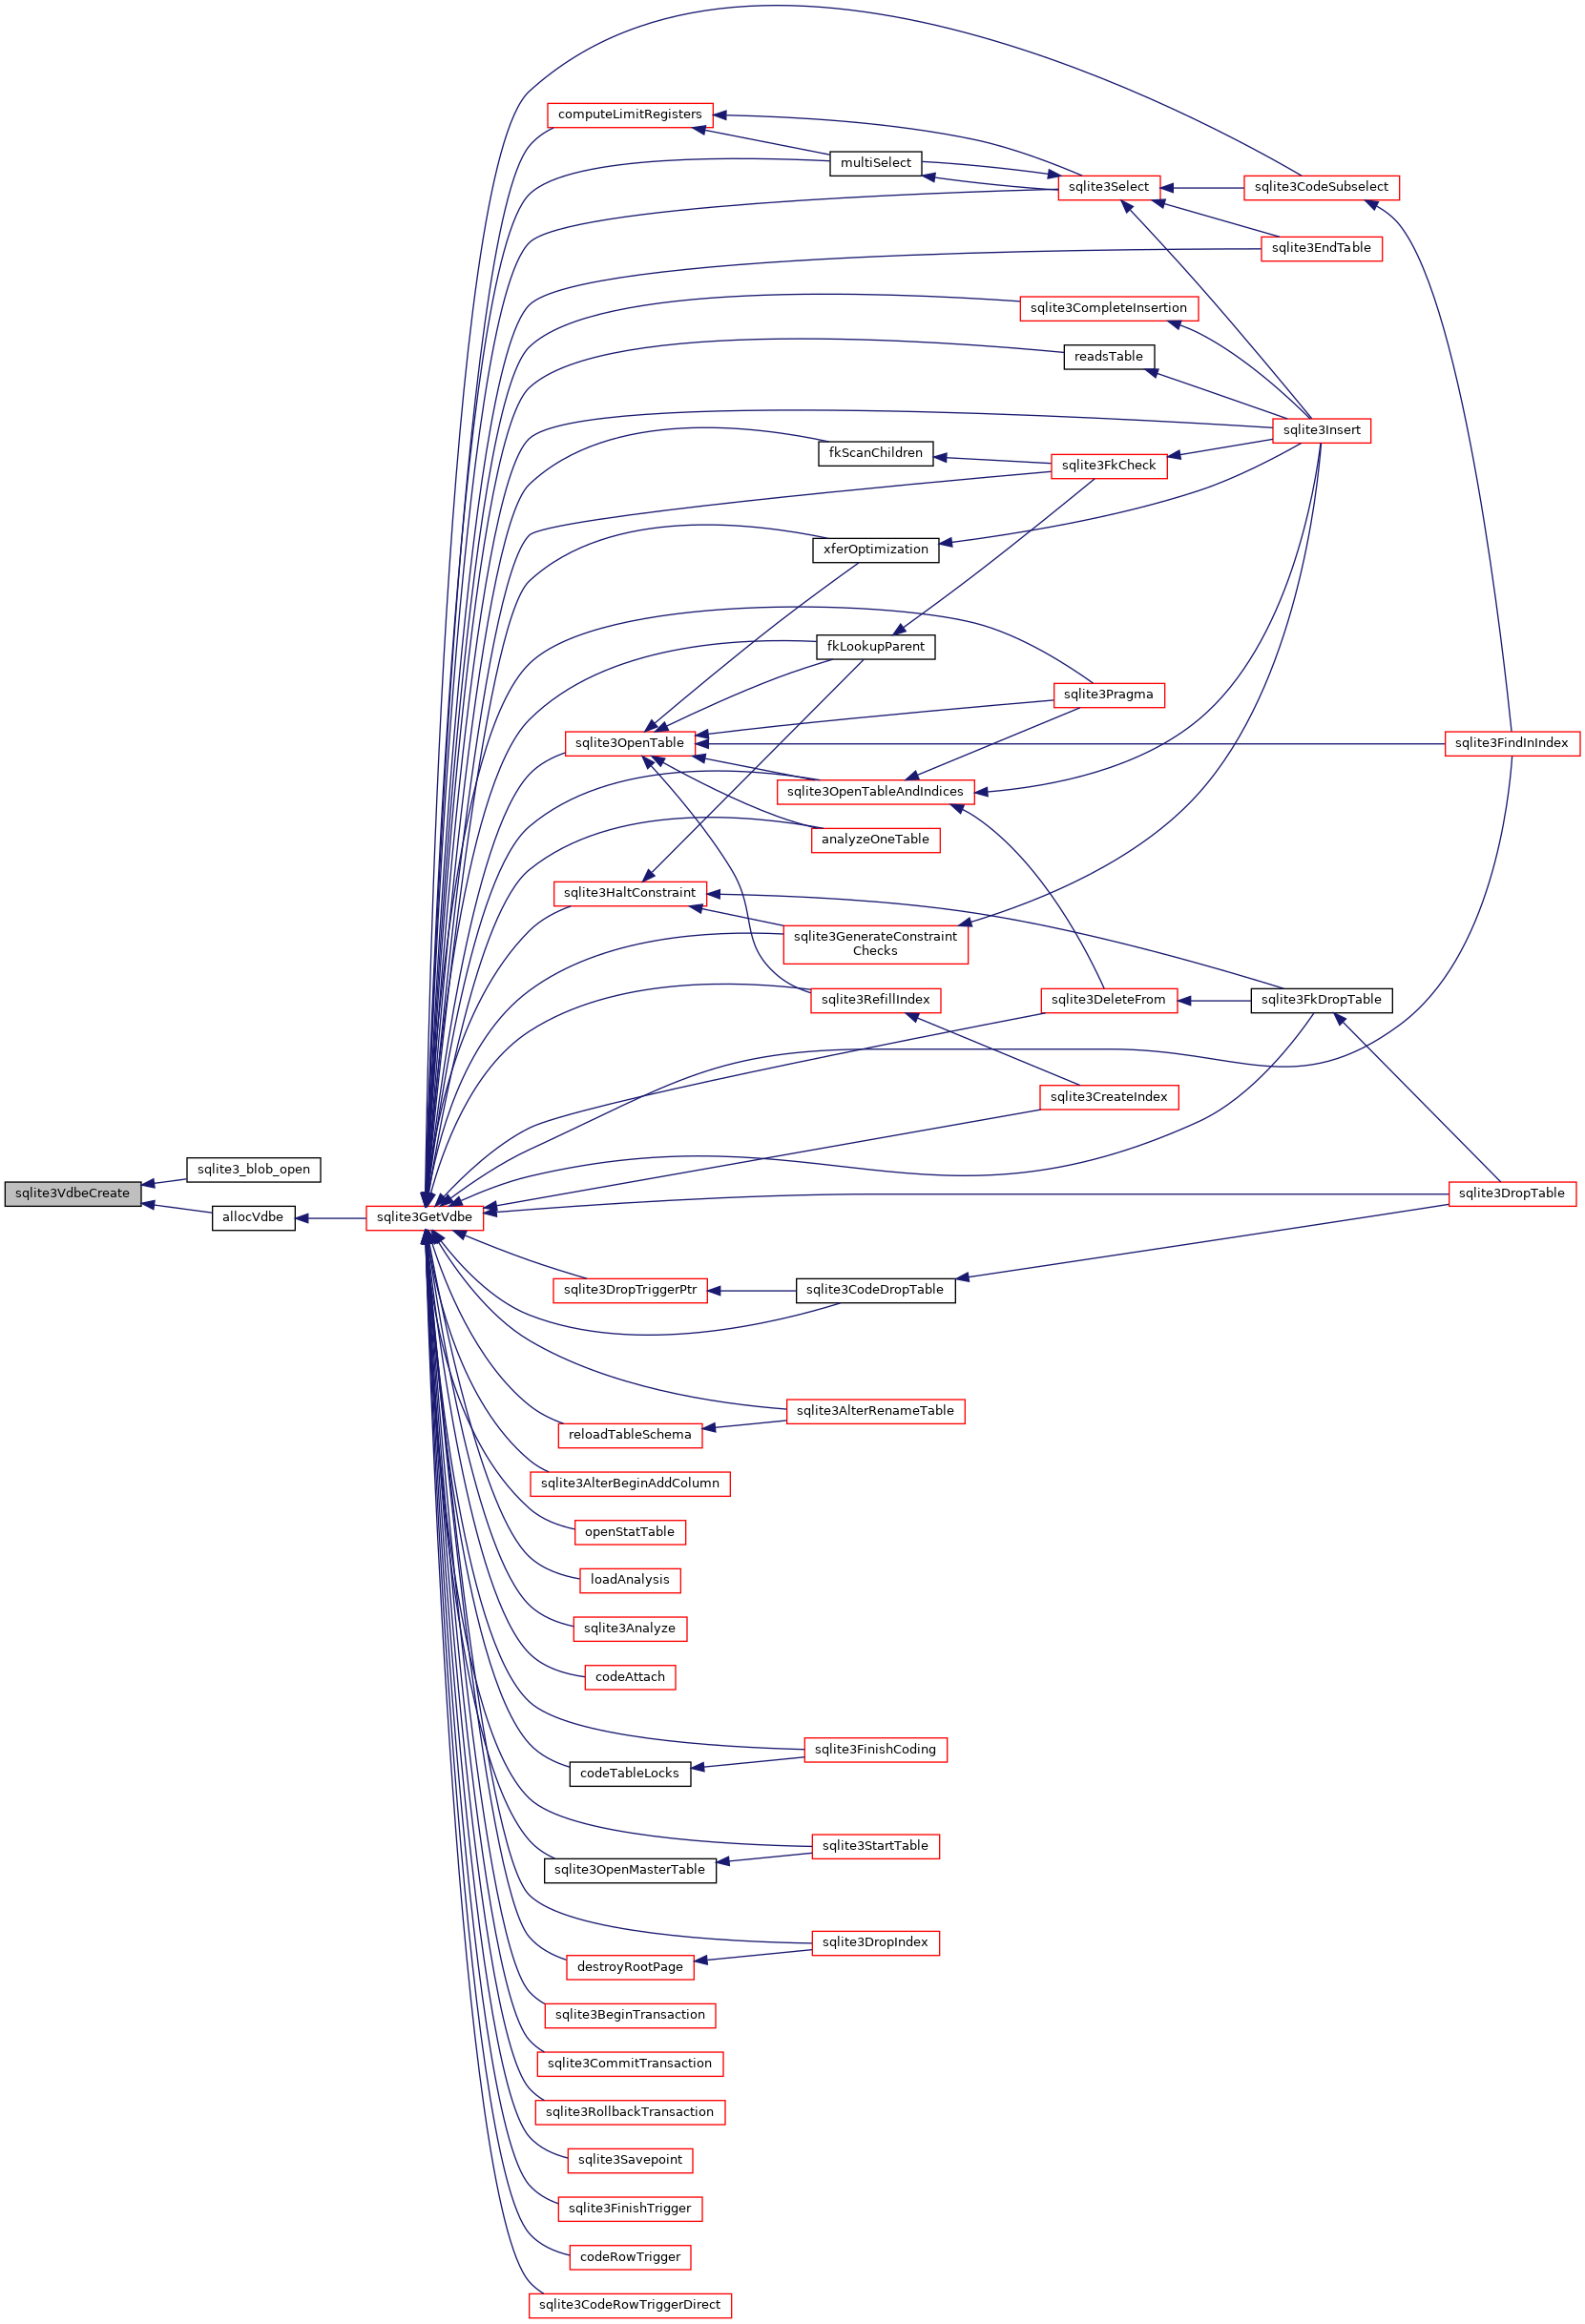 computeLimitRegisters
multiSelect
sqlite3Select
sqlite3CodeSubselect
sqlite3EndTable
sqlite3CompleteInsertion
readsTable
sqlite3Insert
fkScanChildren
sqlite3FkCheck
xferOptimization
fkLookupParent
sqlite3Pragma
sqlite3OpenTable
sqlite3FindInIndex
sqlite3OpenTableAndIndices
analyzeOneTable
sqlite3HaltConstraint
sqlite3GenerateConstraint
Checks
sqlite3RefillIndex
sqlite3DeleteFrom
sqlite3FkDropTable
sqlite3CreateIndex
sqlite3_blob_open
sqlite3VdbeCreate
sqlite3DropTable
allocVdbe
sqlite3GetVdbe
sqlite3DropTriggerPtr
sqlite3CodeDropTable
sqlite3AlterRenameTable
reloadTableSchema
sqlite3AlterBeginAddColumn
openStatTable
loadAnalysis
sqlite3Analyze
codeAttach
sqlite3FinishCoding
codeTableLocks
sqlite3StartTable
sqlite3OpenMasterTable
sqlite3DropIndex
destroyRootPage
sqlite3BeginTransaction
sqlite3CommitTransaction
sqlite3RollbackTransaction
sqlite3Savepoint
sqlite3FinishTrigger
codeRowTrigger
sqlite3CodeRowTriggerDirect